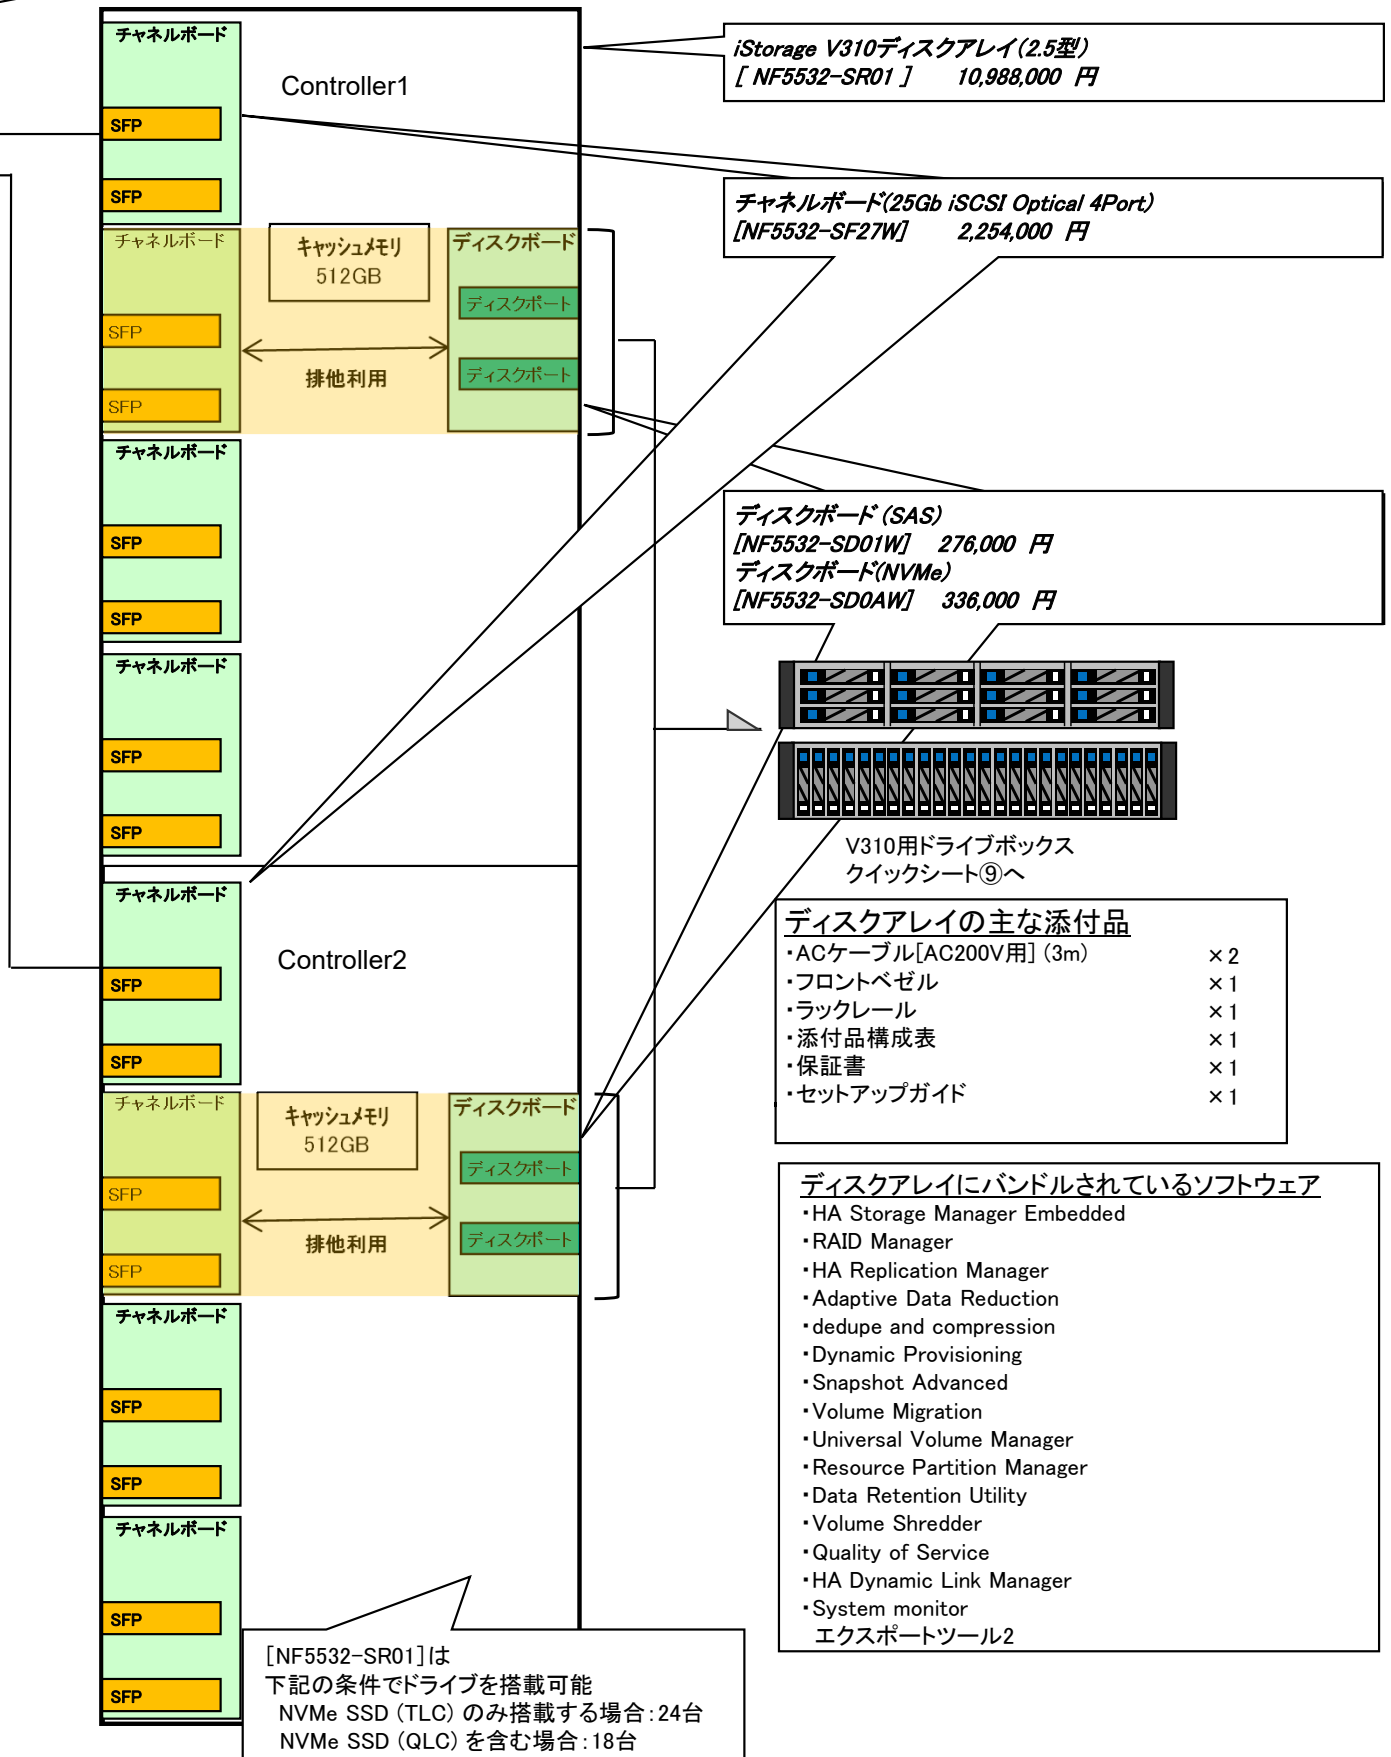 チャネルボード
Controller1
SFP
SFP
iStorage V310ディスクアレイ(2.5型)
[ NF5532-SR01 ] 10,988,000 円
チャネルボード(25Gb iSCSI Optical 4Port)
[NF5532-SF27W] 2,254,000 円
チャネルボード
キャッシュメモリ
512GB
ディスクボード
ディスクポート
SFP
排他利用
ディスクポート
SFP
チャネルボード
SFP
SFP
ディスクボード(SAS)
[NF5532-SD01W] 276,000 円
ディスクボード(NVMe)
[NF5532-SD0AW] 336,000 円
チャネルボード
SFP
SFP
V310用ドライブボックス
クイックシート⑨へ
チャネルボード
Controller2
SFP
SFP
ディスクアレイの主な添付品
・ACケーブル[AC200V用] (3m) ×2
・フロントベゼル ×1
・ラックレール ×1
・添付品構成表 ×1
・保証書 ×1
・セットアップガイド ×1
チャネルボード
キャッシュメモリ
512GB
ディスクボード
ディスクポート
SFP
排他利用
ディスクポート
SFP
チャネルボード
SFP
SFP
ディスクアレイにバンドルされているソフトウェア
・HA Storage Manager Embedded
・RAID Manager
・HA Replication Manager
・Adaptive Data Reduction
・dedupe and compression
・Dynamic Provisioning
・Snapshot Advanced
・Volume Migration
・Universal Volume Manager
・Resource Partition Manager
・Data Retention Utility
・Volume Shredder
・Quality of Service
・HA Dynamic Link Manager
・System monitor
エクスポートツール2
チャネルボード
SFP
SFP
[NF5532-SR01]は
下記の条件でドライブを搭載可能
NVMe SSD (TLC) のみ搭載する場合:24台
NVMe SSD (QLC) を含む場合:18台